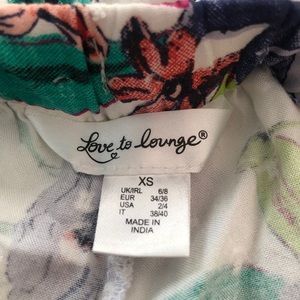 Love to lounge®
XS
UK/IRL 6/8
EUR 34/36
USA 2/4
IT 38/40
MADE IN
INDIA